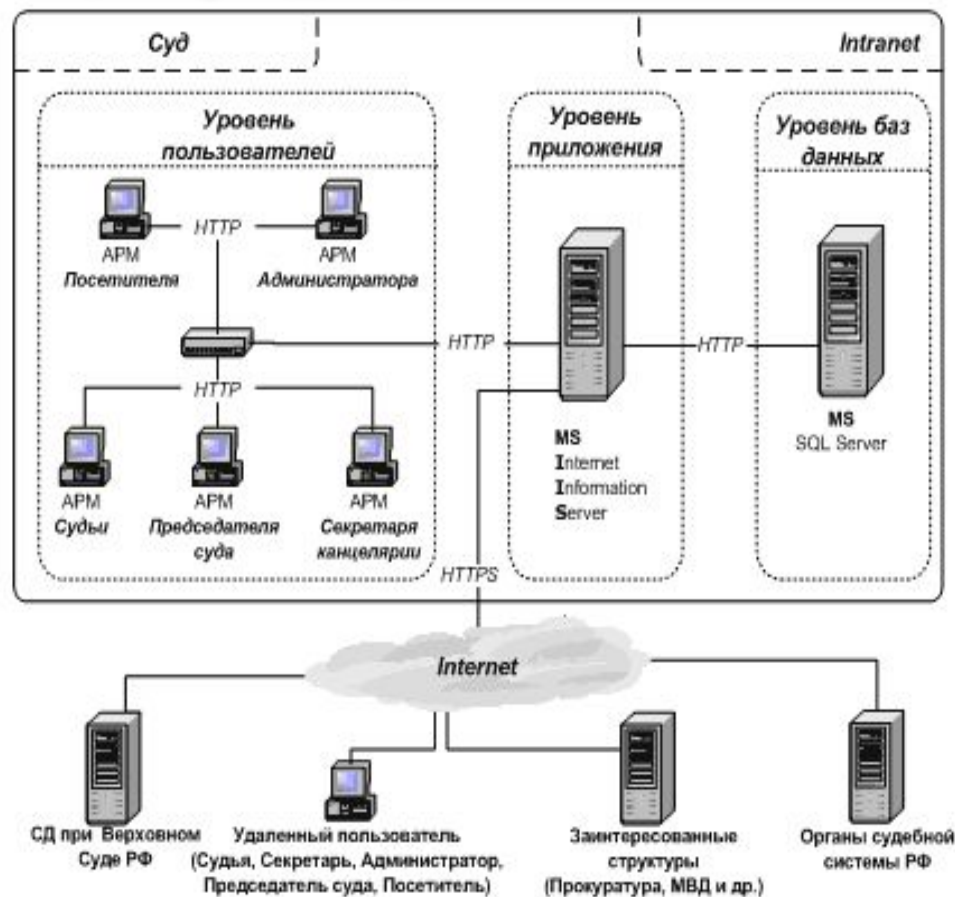 Суд
Intranet
Уровень
пользователей
Уровень
приложения
Уровень баз
данных
HTTP
АРМ
Посетителя
АРМ
Администратора
HTTP
HTTP
HTTP
АРМ
Судьи
АРМ
Председателя
суда
АРМ
Секретаря
канцелярии
MS
Internet
Information
Server
MS
SQL Server
HTTPS
Internet
СД при Верховном
Суде РФ
Удаленный пользователь
(Судья, Секретарь, Администратор,
Председатель суда, Посетитель)
Заинтересованные
структуры
(Прокуратура, МВД и др.)
Органы судебной
системы РФ